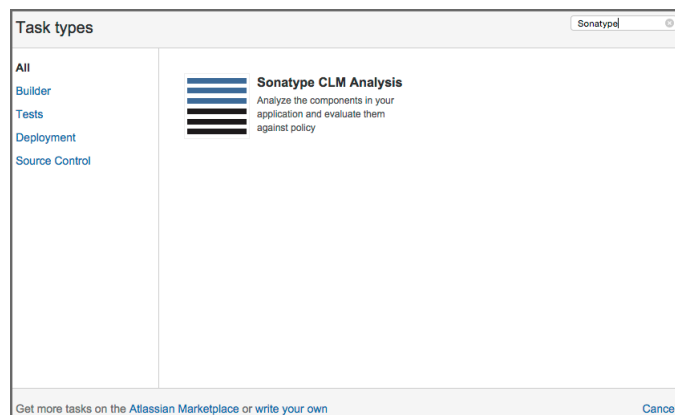 Task types
Sonatype
All
Builder
Tests
Deployment
Source Control
Sonatype CLM Analysis
Analyze the components in your
application and evaluate them
against policy
Get more tasks on the Atlassian Marketplace or write your own
Cance